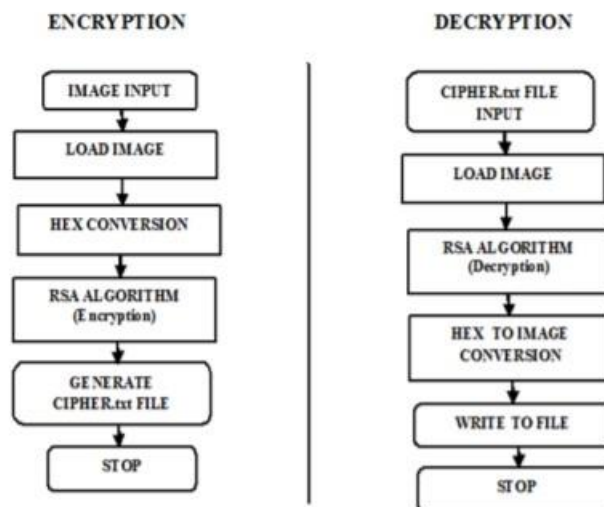 ENCRYPTION
IMAGE INPUT
LOAD IMAGE
HEX CONVERSION
RSA ALGORITHM
(Encryption)
GENERATE
CIPHER.txt FILE
STOP
DECRYPTION
CIPHER.txt FILE
INPUT
LOAD IMAGE
RSA ALGORITHM
(Decryption)
HEX TO IMAGE
CONVERSION
WRITE TO FILE
STOP